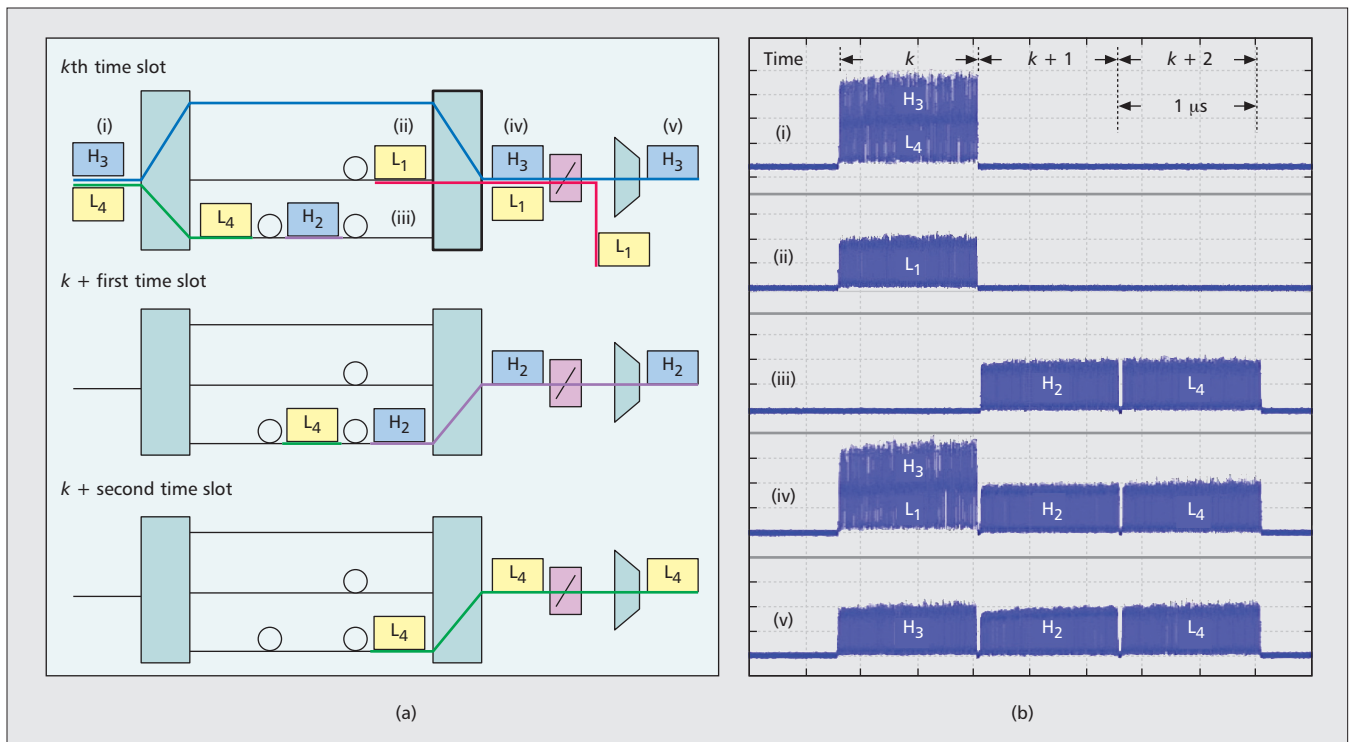 kth time slot
(i)
(ii)
(iv)
(v)
H3
L1
H3
H3
L4
L4
H2
(iii)
L1
L1
k + first time slot
H2
H2
L4
H2
k + second time slot
L4
L4
L4
(a)
Time
k
k + 1
k + 2
1 μs
(i)
H3
L4
(ii)
L1
(iii)
H2
L4
(iv)
H3
L1
H2
L4
(v)
H3
H2
L4
(b)